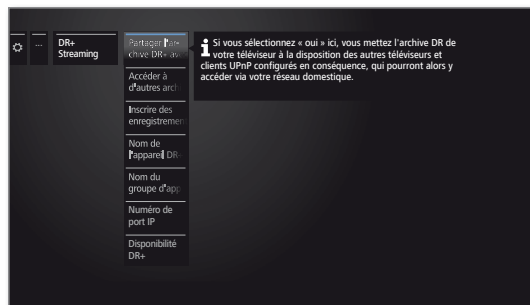 ...
DR+
Streaming
Partager l'ar-
chive DR+ av
Accéder à
d'autres arch
Inscrire des
enregistremen
Nom de
l'appareil DR-
Nom du
groupe d'app
Numéro de
port IP
Disponibilité
DR+
Si vous sélectionnez « oui » ici, vous mettez l'archive DR de
votre téléviseur à la disposition des autres téléviseurs et
clients UPnP configurés en conséquence, qui pourront alors y
accéder via votre réseau domestique.